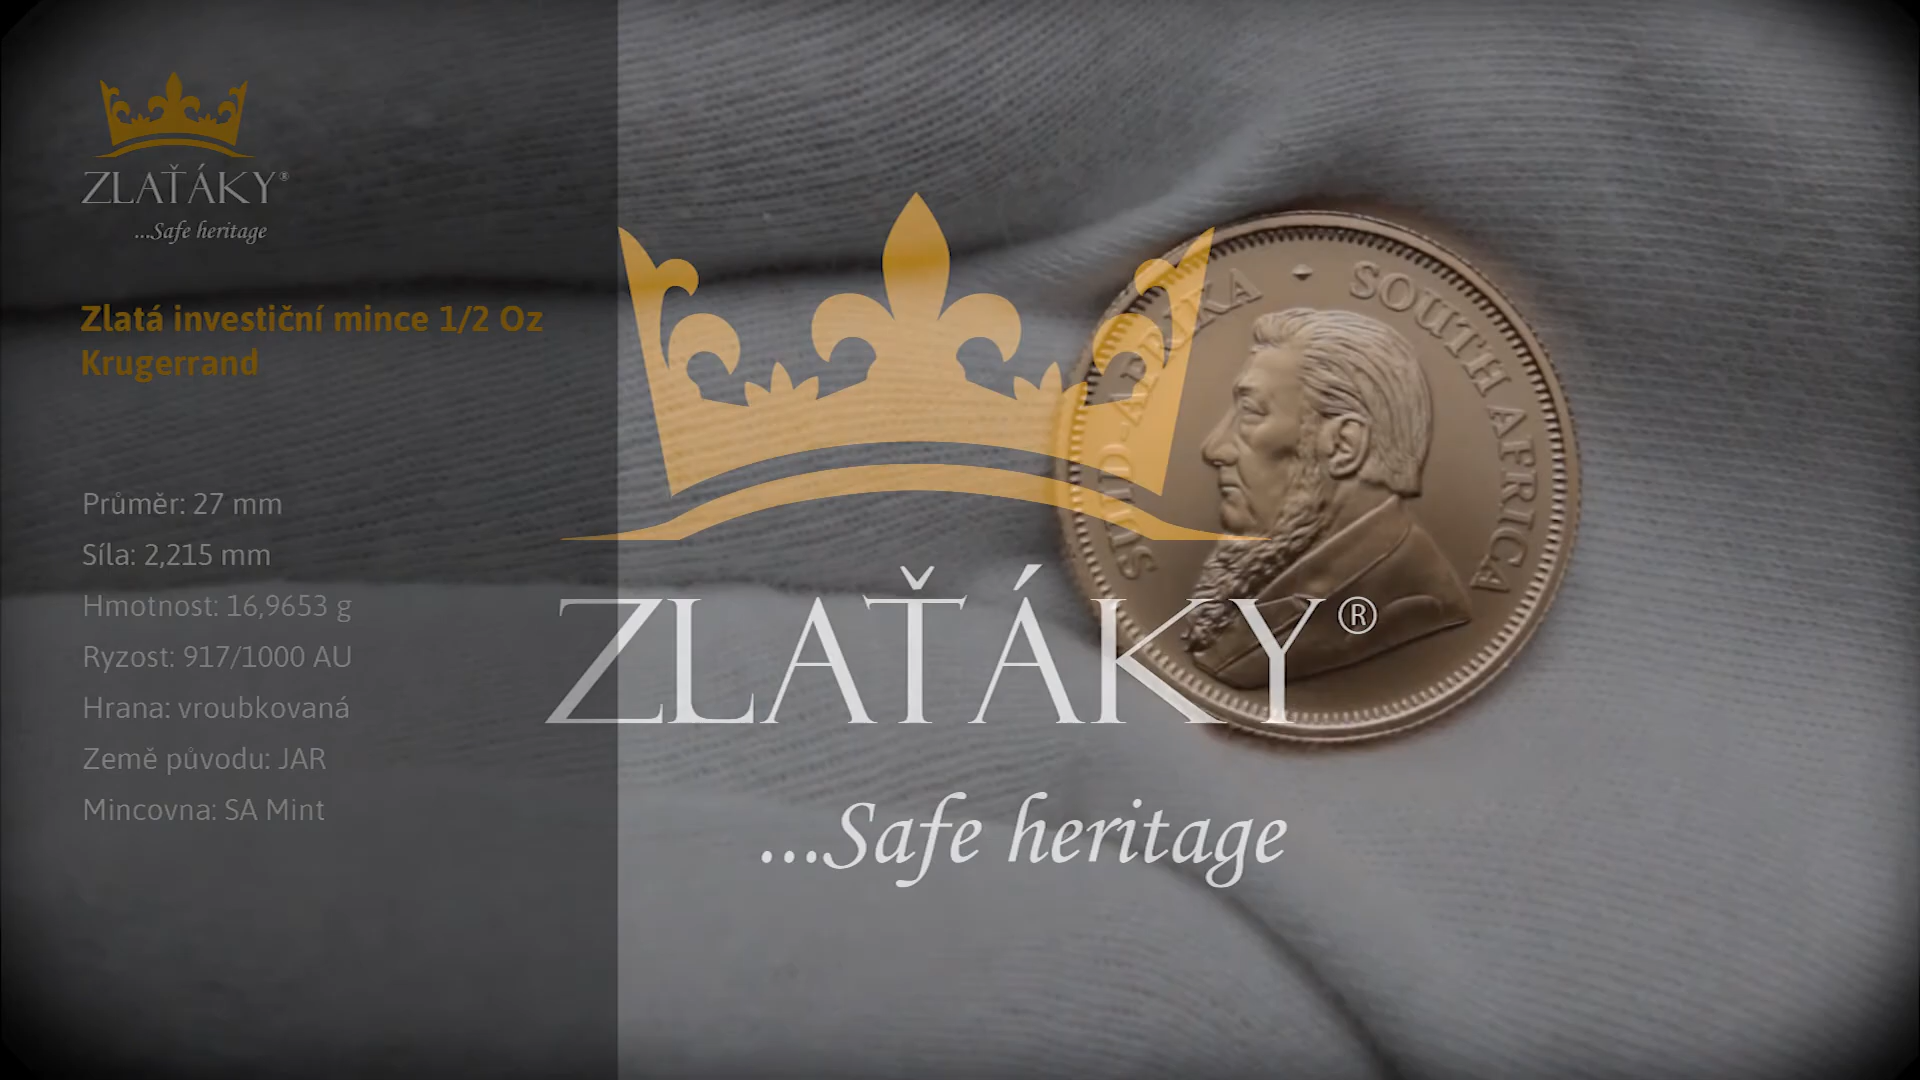 ZLAŤÁKY®
...Safe heritage
Zlatá investiční mince 1/2 Oz
Krugerrand
Průměr: 27 mm
Síla: 2,215 mm
Hmotnost: 16,9653 g
Ryzost: 917/1000 AU
Hrana: vroubkovaná
Země původu: JAR
Mincovna: SA Mint
ZLAŤÁKY®
...Safe heritage
SUID-AFRIKA • SOUTH AFRICA